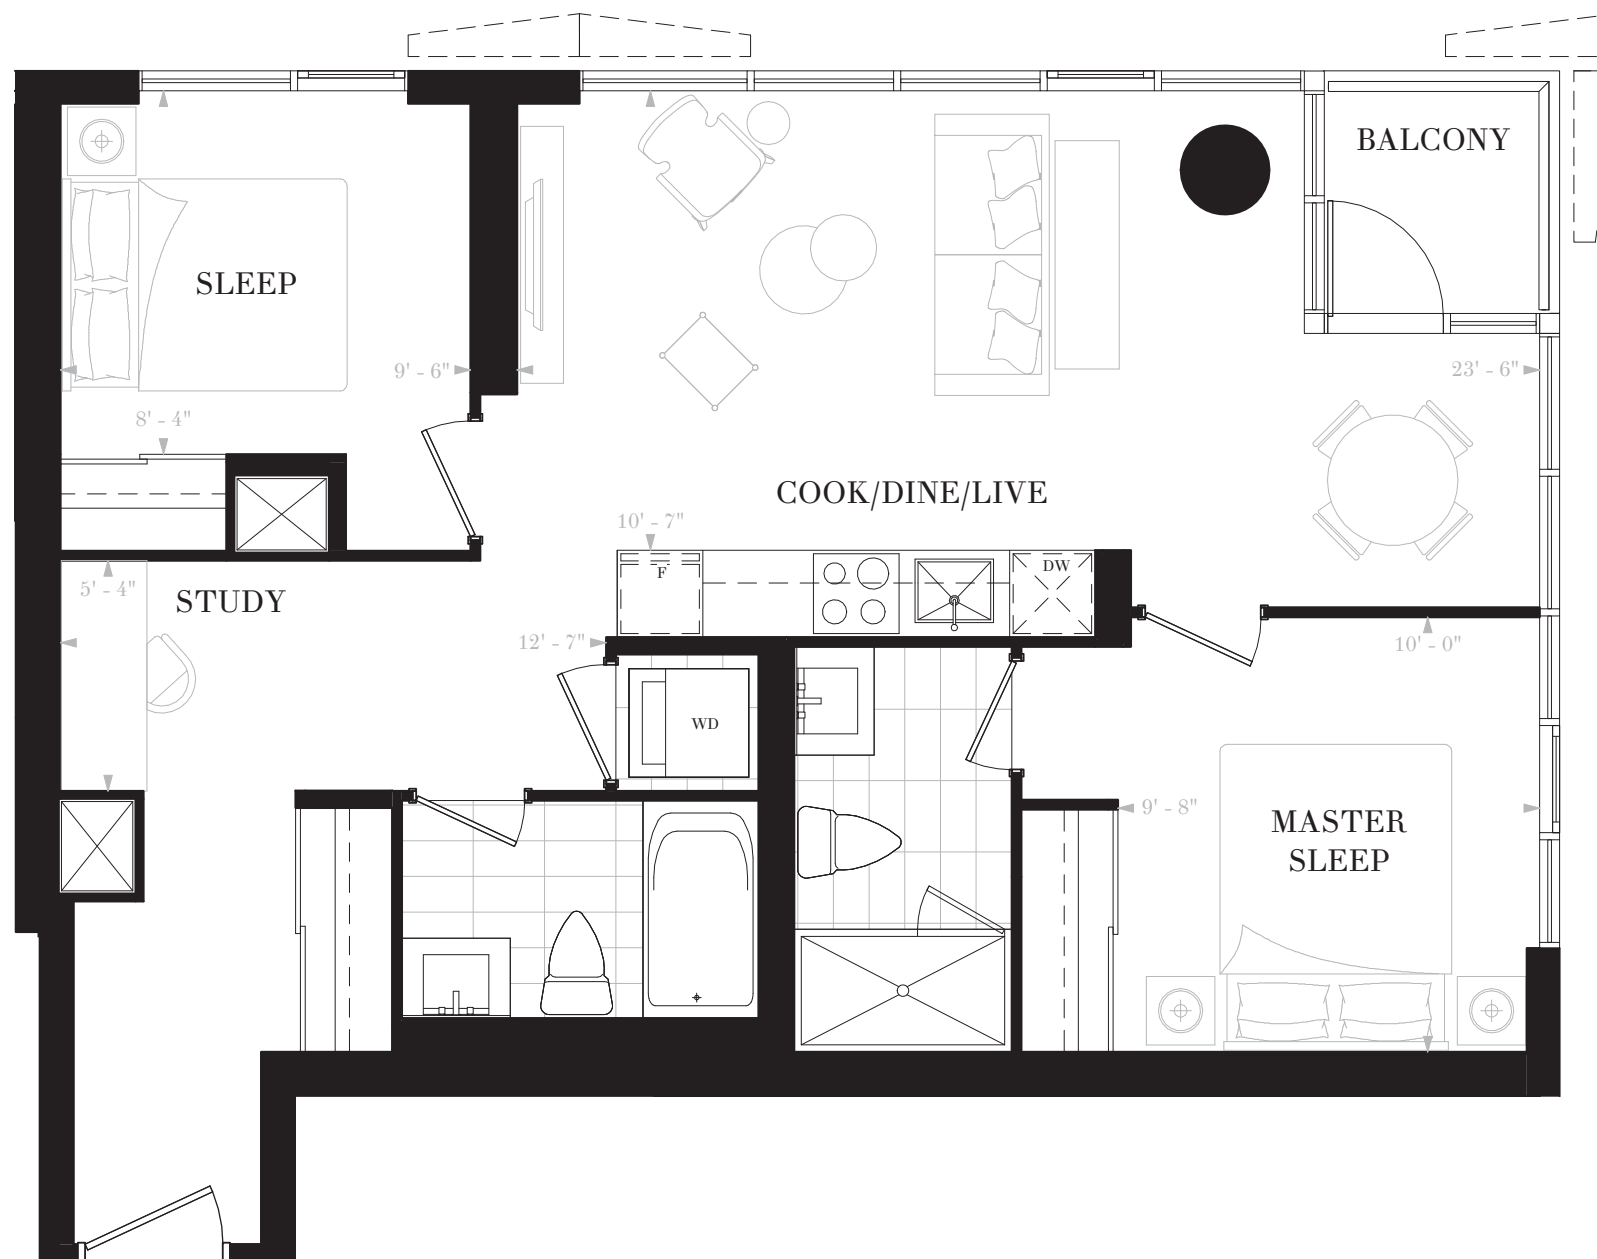 BALCONY
SLEEP
9' - 6"
23' - 6"
8' - 4"
COOK/DINE/LIVE
10' - 7"
F
DW
5' - 4"
STUDY
12' - 7"
10' - 0"
WD
9' - 8"
MASTER
SLEEP